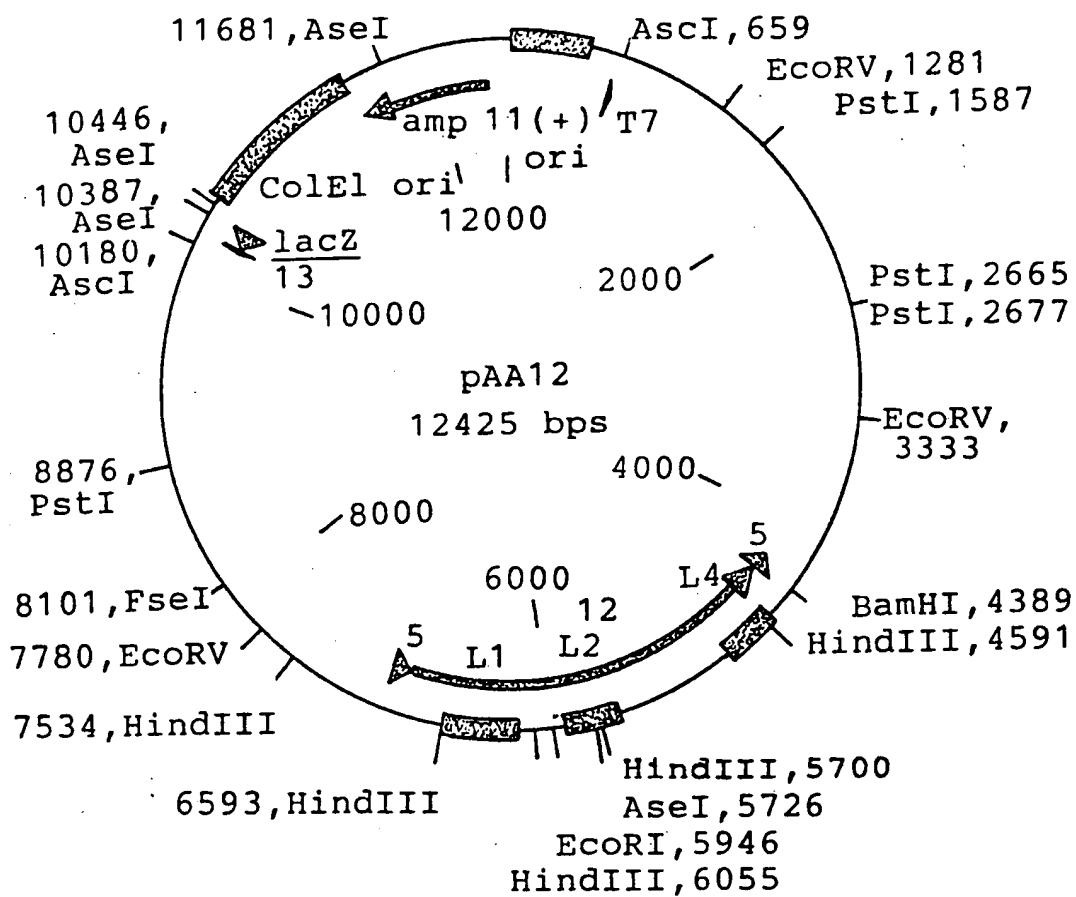 11681,AseI
AscI,659
EcoRV,1281
PstI,1587
10446,
AseI
10387,
AseI
10180,
AscI
amp 11(+) T7
ori
ColEl ori
12000
lacZ
13
10000
2000
PstI,2665
PstI,2677
pAA12
12425 bps
EcoRV,
3333
8876,
PstI
4000
8000
5
6000
L4
12
8101,FseI
BamHI,4389
7780,EcoRV
HindIII,4591
5
L1
L2
7534,HindIII
HindIII,5700
6593,HindIII
AseI,5726
EcoRI,5946
HindIII,6055